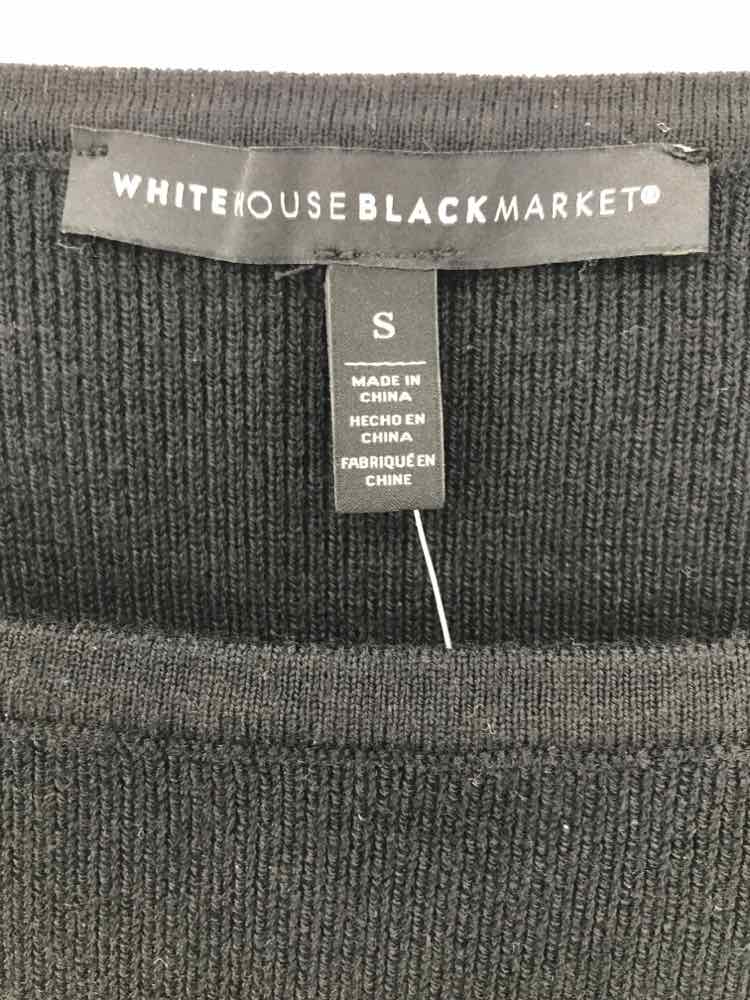 WHITEHOUSEBLACKMARKET®
S
MADE IN
CHINA
HECHO EN
CHINA
FABRIQUÉ EN
CHINE